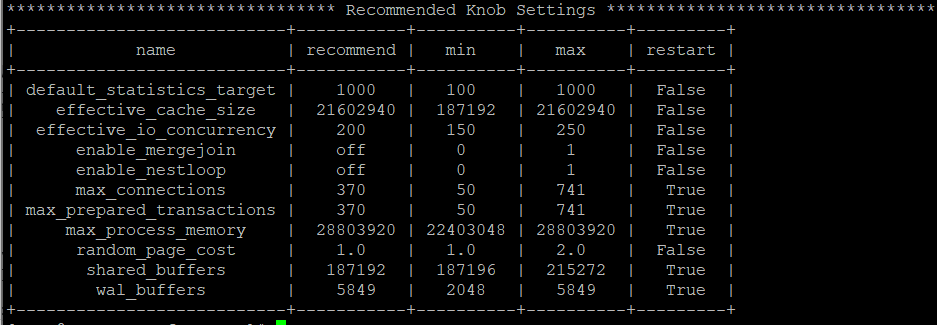 ********************************* Recommended Knob Settings *********************************
+---------------------------+-----------+----------+----------+---------+
|            name           | recommend |   min    |   max    | restart |
+---------------------------+-----------+----------+----------+---------+
| default_statistics_target |    1000   |   100    |   1000   |  False  |
|    effective_cache_size   |  21602940 |  187192  | 21602940 |  False  |
|  effective_io_concurrency |    200    |   150    |   250    |  False  |
|      enable_mergejoin     |    off    |    0     |    1     |  False  |
|      enable_nestloop      |    off    |    0     |    1     |  False  |
|      max_connections      |    370    |    50    |   741    |   True  |
| max_prepared_transactions |    370    |    50    |   741    |   True  |
|     max_process_memory    |  28803920 | 22403048 | 28803920 |   True  |
|      random_page_cost     |    1.0    |   1.0    |   2.0    |  False  |
|       shared_buffers      |   187192  |  187196  |  215272  |   True  |
|        wal_buffers        |    5849   |   2048   |   5849   |   True  |
+---------------------------+-----------+----------+----------+---------+